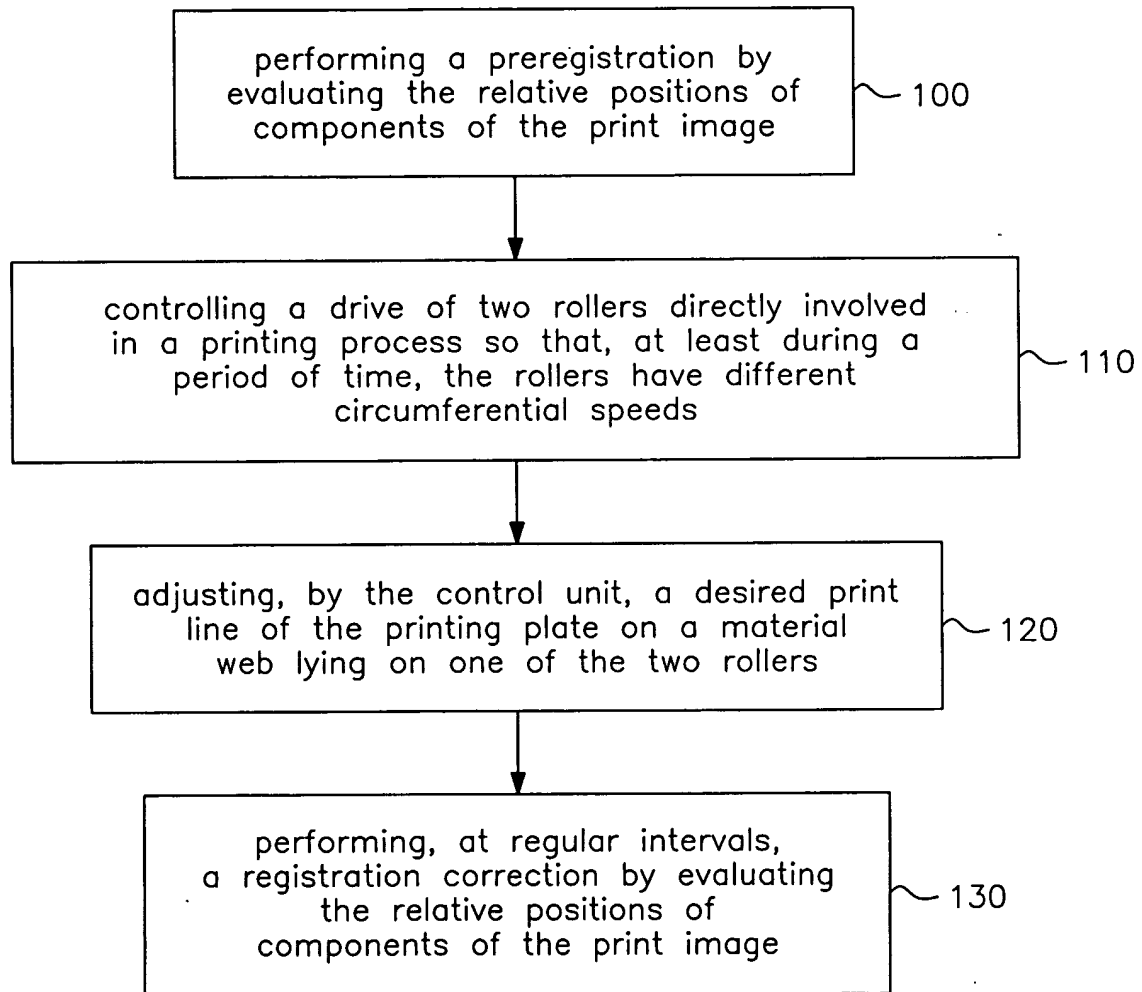 performing a preregistration by
evaluating the relative positions of
components of the print image
100
controlling a drive of two rollers directly involved
in a printing process so that, at least during a
period of time, the rollers have different
circumferential speeds
110
adjusting, by the control unit, a desired print
line of the printing plate on a material
web lying on one of the two rollers
120
performing, at regular intervals,
a registration correction by evaluating
the relative positions of
components of the print image
130